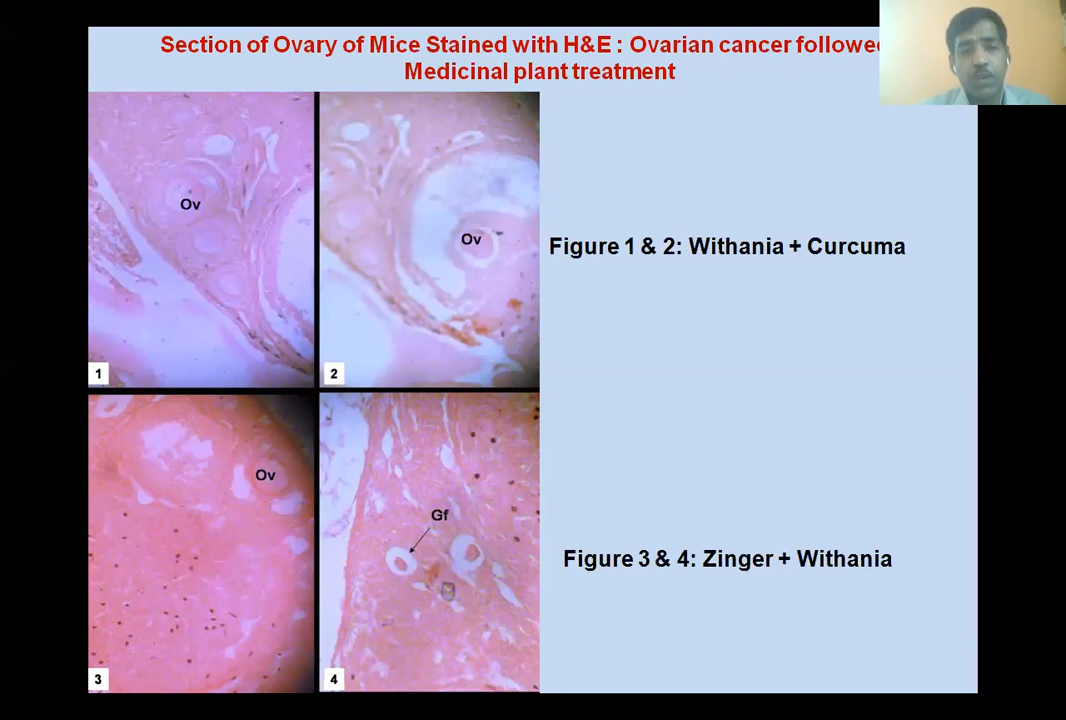 Section of Ovary of Mice Stained with H&E : Ovarian cancer followe
Medicinal plant treatment
Ov
Ov
1
2
Figure 1 & 2: Withania + Curcuma
Ov
Gf
3
4
Figure 3 & 4: Zinger + Withania